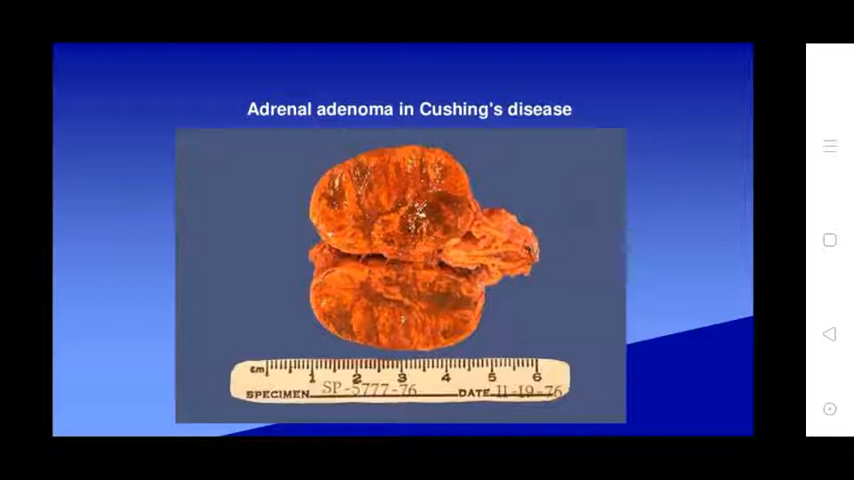 Adrenal adenoma in Cushing's disease
cm 1 2 3 4 5 6
SPECIMEN SP-5777-76 DATE 11-19-76